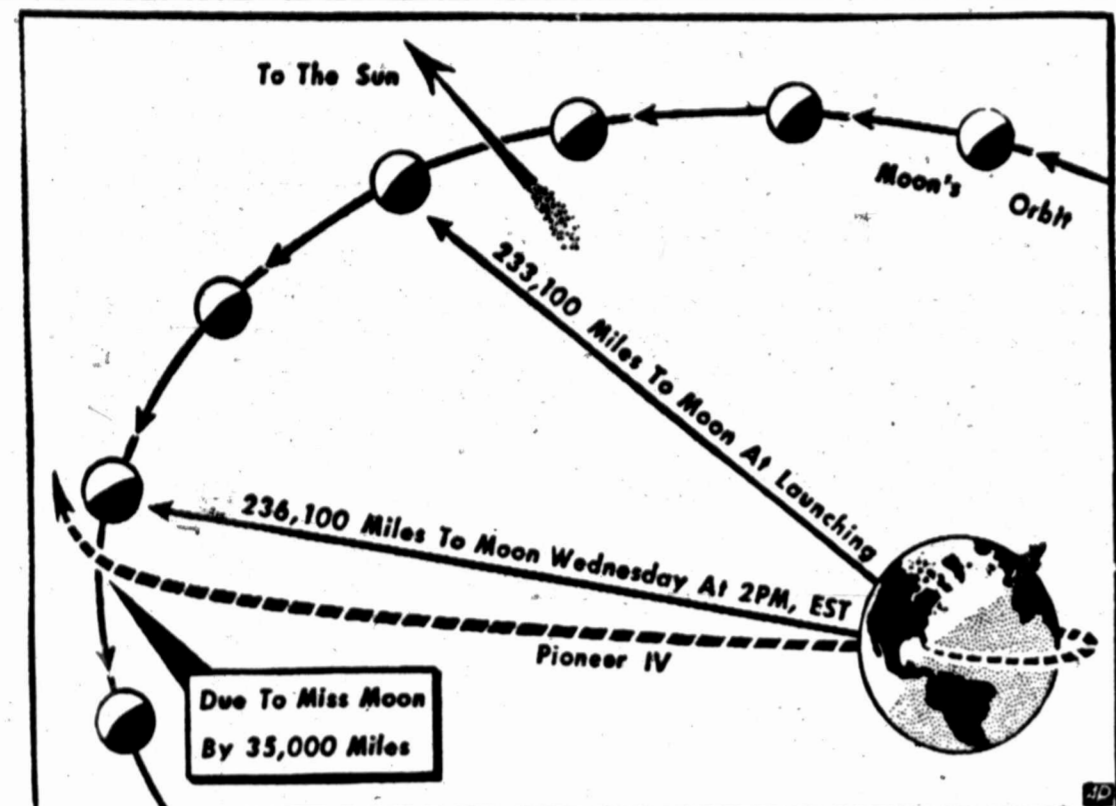 To The Sun
Moon's Orbit
233,100 Miles To Moon At Launching
236,100 Miles To Moon Wednesday At 2PM, EST
Pioneer IV
Due To Miss Moon
By 35,000 Miles
AP